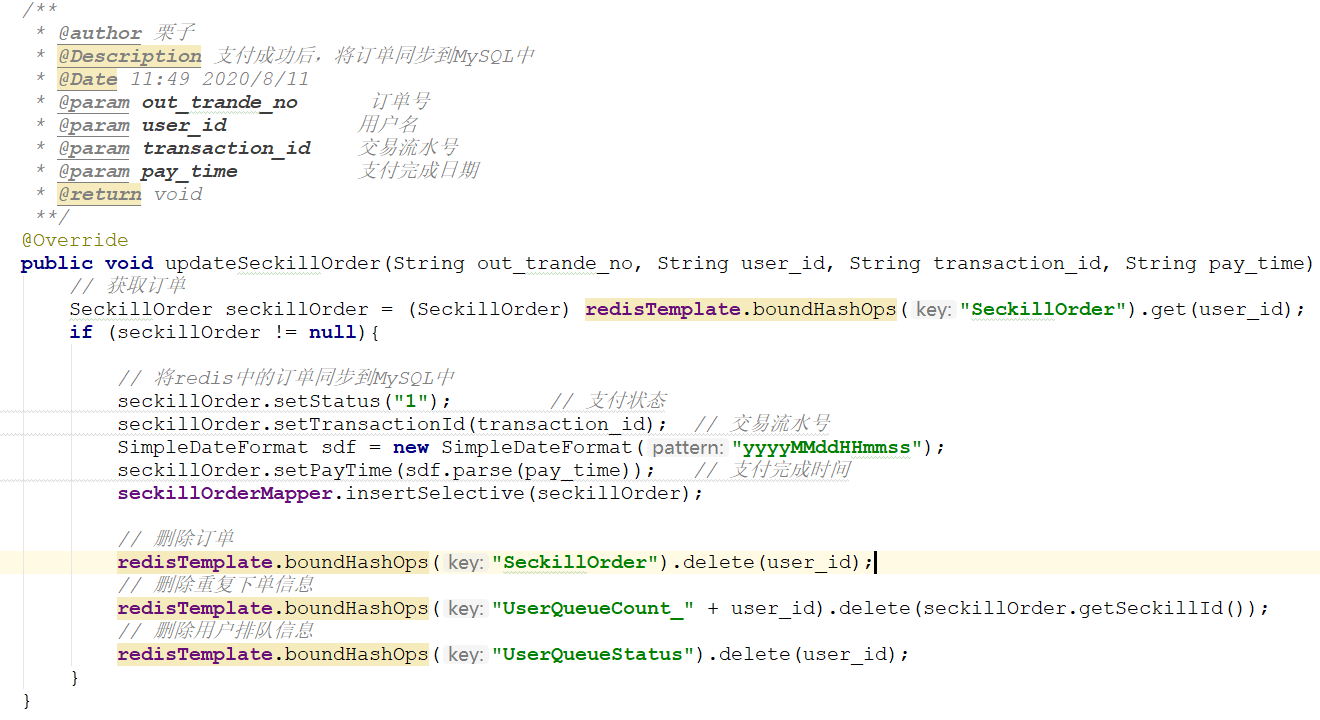 /**
 * @author 栗子
 * @Description 支付成功后，将订单同步到MySQL中
 * @Date 11:49 2020/8/11
 * @param out_trande_no      订单号
 * @param user_id           用户名
 * @param transaction_id    交易流水号
 * @param pay_time          支付完成日期
 * @return void
 **/
@Override
public void updateSeckillOrder(String out_trande_no, String user_id, String transaction_id, String pay_time)
    // 获取订单
    SeckillOrder seckillOrder = (SeckillOrder) redisTemplate.boundHashOps( key: "SeckillOrder").get(user_id);
    if (seckillOrder != null){

        // 将redis中的订单同步到MySQL中
        seckillOrder.setStatus("1");        // 支付状态
        seckillOrder.setTransactionId(transaction_id);  // 交易流水号
        SimpleDateFormat sdf = new SimpleDateFormat( pattern: "yyyyMMddHHmmss");
        seckillOrder.setPayTime(sdf.parse(pay_time));   // 支付完成时间
        seckillOrderMapper.insertSelective(seckillOrder);

        // 删除订单
        redisTemplate.boundHashOps( key: "SeckillOrder").delete(user_id);
        // 删除重复下单信息
        redisTemplate.boundHashOps( key: "UserQueueCount_" + user_id).delete(seckillOrder.getSeckillId());
        // 删除用户排队信息
        redisTemplate.boundHashOps( key: "UserQueueStatus").delete(user_id);
    }
}